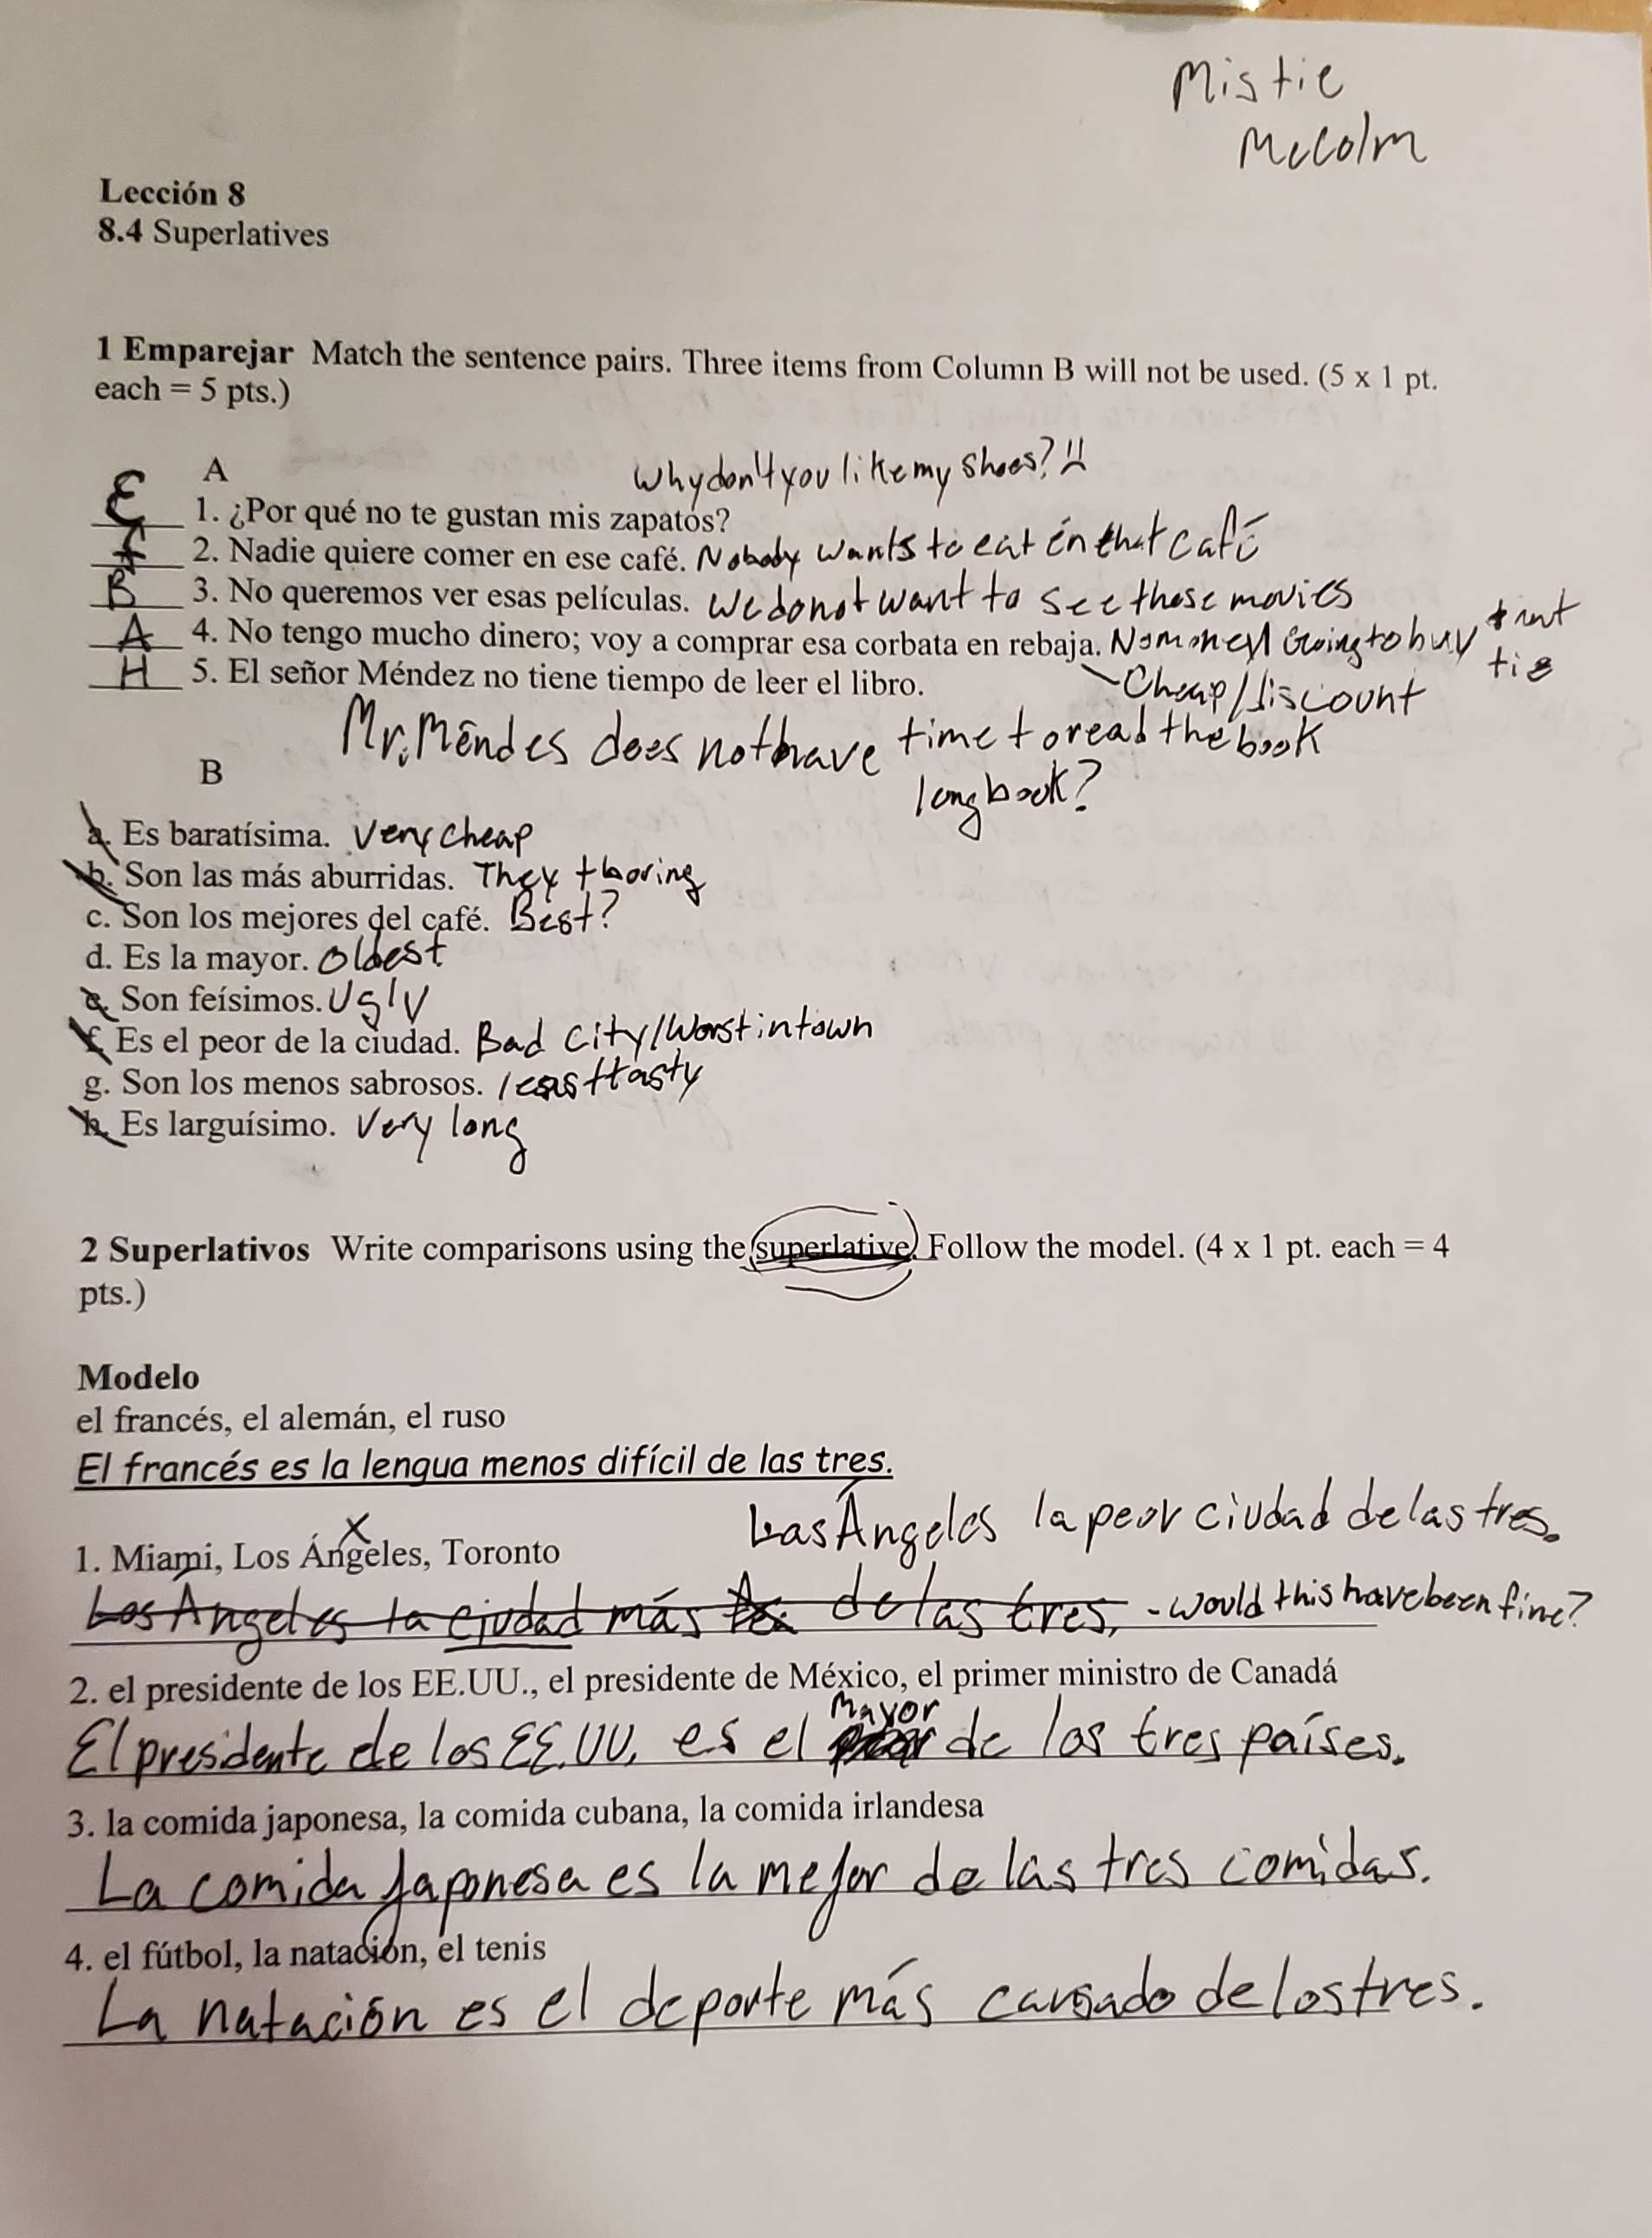 Mistie
McColm
Lección 8
8.4 Superlatives
1 Emparejar Match the sentence pairs. Three items from Column B will not be used. (5 x 1 pt.
each = 5 pts.)
A
Why don't you like my shoes?
E 1. ¿Por qué no te gustan mis zapatos?
f 2. Nadie quiere comer en ese café. Nobody wants to eat én that café
B 3. No queremos ver esas películas. We do not want to see those movies
A 4. No tengo mucho dinero; voy a comprar esa corbata en rebaja. No money Going to buy
tie
H 5. El señor Méndez no tiene tiempo de leer el libro.
- Cheap/discount
Mr. Méndes does not have time to read the book
long book?
B
a. Es baratísima. Very Cheap
b. Son las más aburridas. They + boring
c. Son los mejores del café. Best?
d. Es la mayor. Oldest
e. Son feísimos. Ugly
f. Es el peor de la ciudad. Bad City/Worst in town
g. Son los menos sabrosos. least tasty
h. Es larguísimo. Very long
2 Superlativos Write comparisons using the superlative. Follow the model. (4 x 1 pt. each = 4
pts.)
Modelo
el francés, el alemán, el ruso
El francés es la lengua menos difícil de las tres.
Las Ángeles la peor ciudad de las tres.
1. Miami, Los Ángeles, Toronto
Los Ángeles la ciudad más de las tres. - Would this have been fine?
2. el presidente de los EE.UU., el presidente de México, el primer ministro de Canadá
Mayor
El presidente de los EE.UU. es el de los tres países.
3. la comida japonesa, la comida cubana, la comida irlandesa
La comida Japonesa es la mejor de las tres comidas.
4. el fútbol, la natación, el tenis
La natación es el deporte más cansado de los tres.